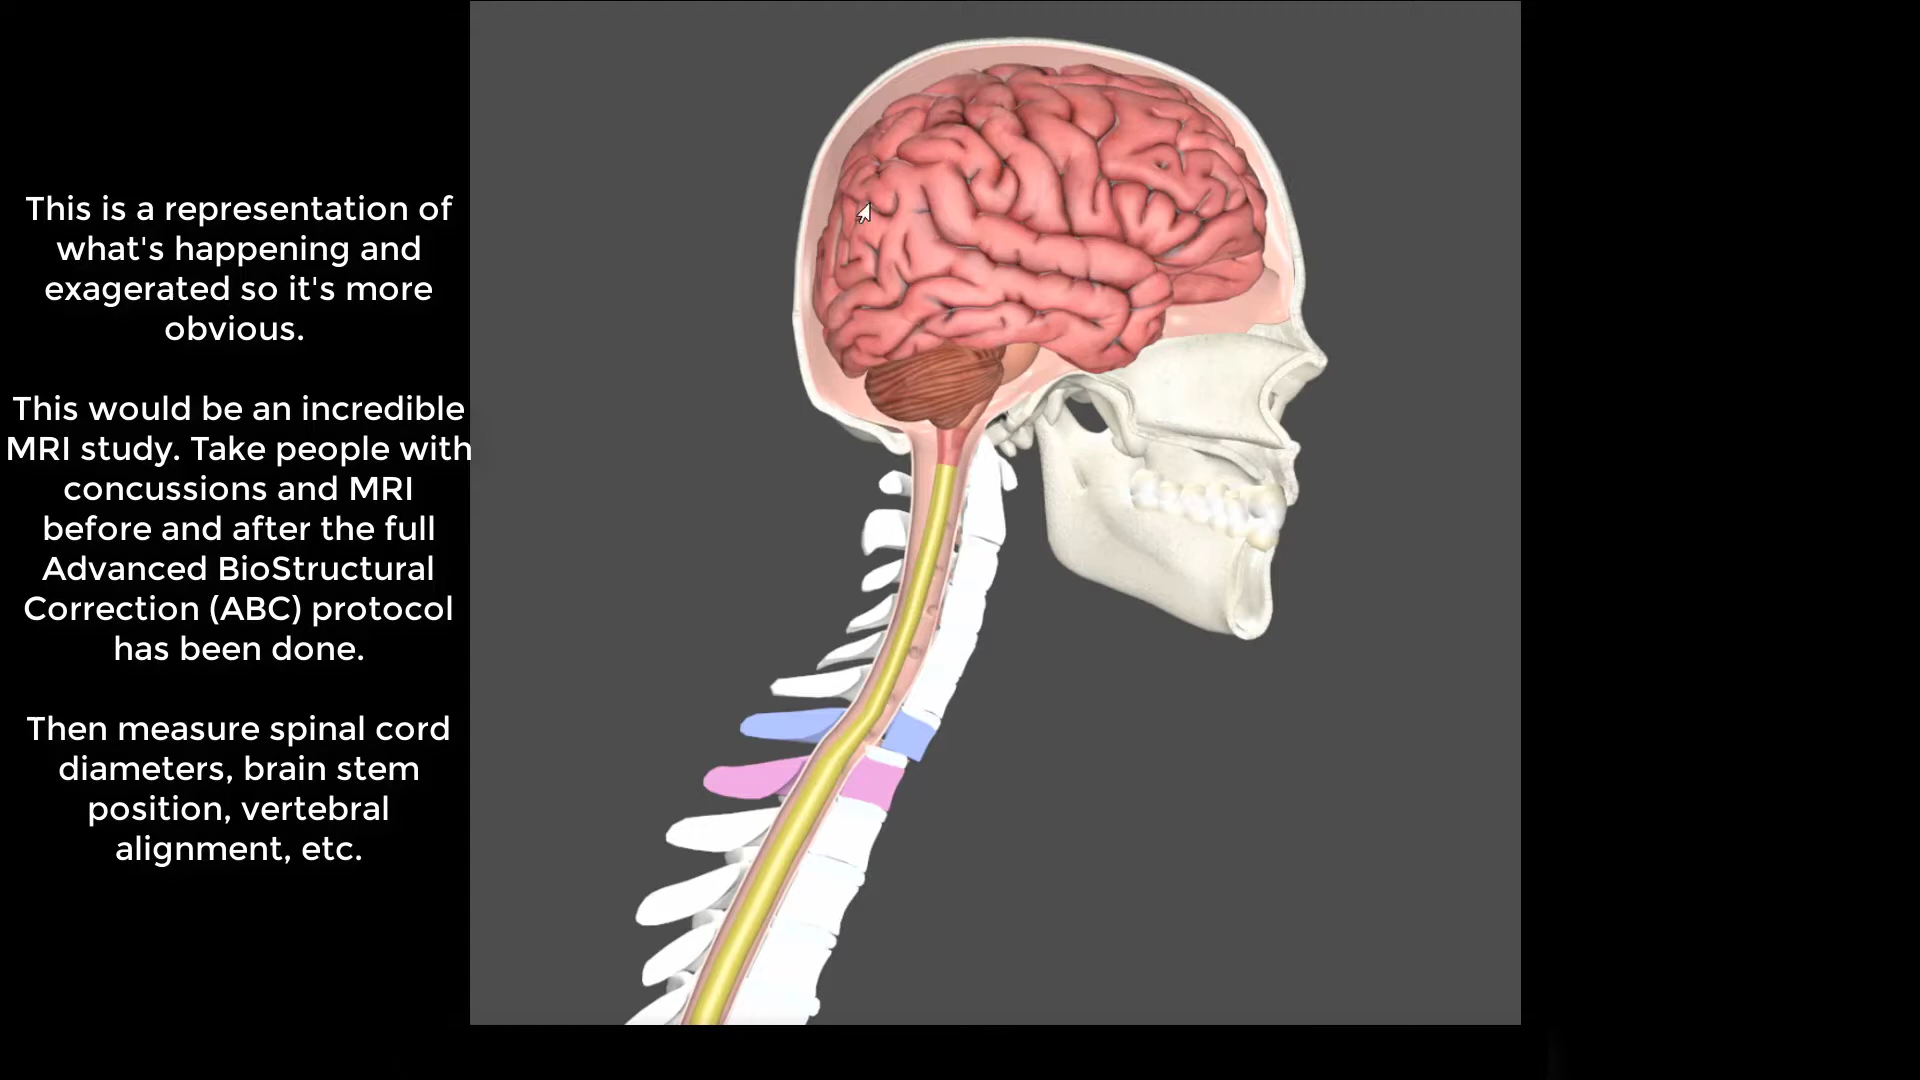 This is a representation of
what's happening and
exagerated so it's more
obvious.
This would be an incredible
MRI study. Take people with
concussions and MRI
before and after the full
Advanced BioStructural
Correction (ABC) protocol
has been done.
Then measure spinal cord
diameters, brain stem
position, vertebral
alignment, etc.